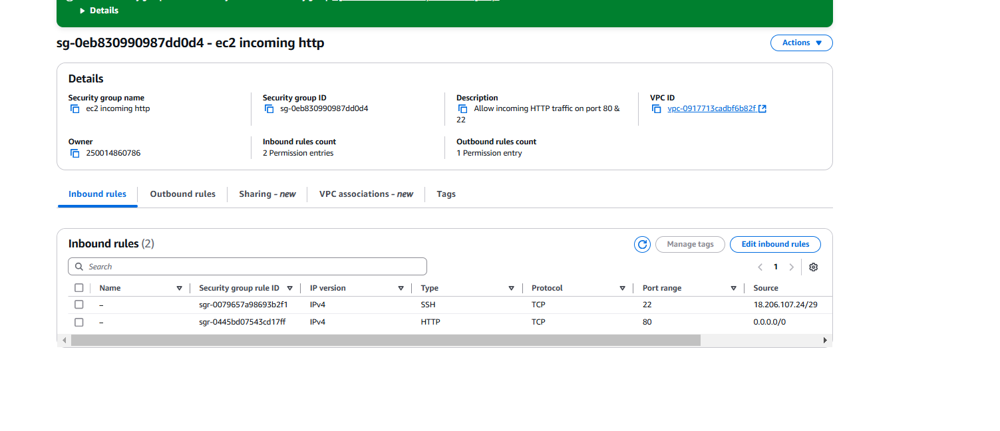 Details
sg-0eb830990987dd0d4 - ec2 incoming http
Actions
Details
Security group name
ec2 incoming http
Security group ID
sg-0eb830990987dd0d4
Description
Allow incoming HTTP traffic on port 80 &
22
VPC ID
vpc-0917713cadbf6b82f
Owner
250014860786
Inbound rules count
2 Permission entries
Outbound rules count
1 Permission entry
Inbound rules
Outbound rules
Sharing - new
VPC associations - new
Tags
Inbound rules (2)
Manage tags
Edit inbound rules
Search
1
Name Security group rule ID IP version Type Protocol Port range Source
– sgr-0079657a98693b2f1 IPv4 SSH TCP 22 18.206.107.24/29
– sgr-0445bd07543cd17ff IPv4 HTTP TCP 80 0.0.0.0/0